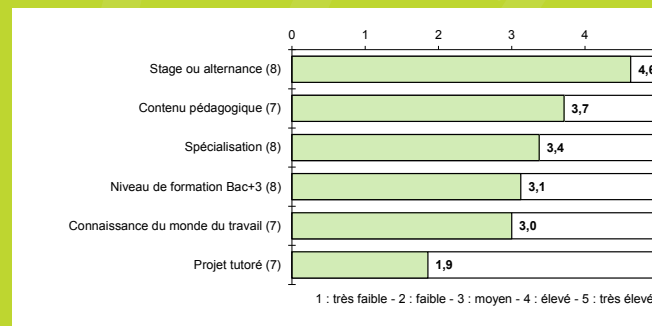 0 1 2 3 4
Stage ou alternance (8) 4,6
Contenu pédagogique (7) 3,7
Spécialisation (8) 3,4
Niveau de formation Bac+3 (8) 3,1
Connaissance du monde du travail (7) 3,0
Projet tutoré (7) 1,9
1 : très faible - 2 : faible - 3 : moyen - 4 : élevé - 5 : très élevé